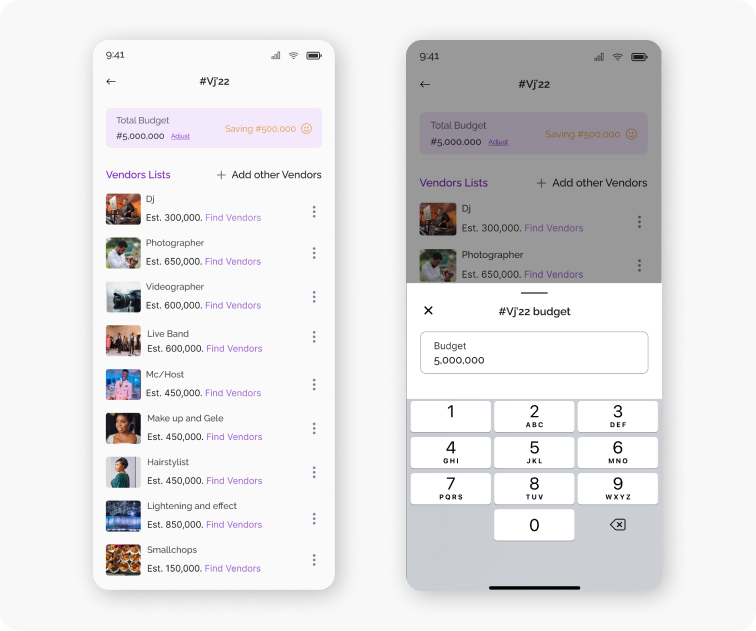 9:41
#Vj'22
Total Budget
#5,000,000 Adjust
Saving #500,000
Vendors Lists
+ Add other Vendors
Dj
Est. 300,000. Find Vendors
Photographer
Est. 650,000. Find Vendors
Videographer
Est. 600,000. Find Vendors
Live Band
Est. 600,000. Find Vendors
Mc/Host
Est. 450,000. Find Vendors
Make up and Gele
Est. 450,000. Find Vendors
Hairstylist
Est. 450,000. Find Vendors
Lightening and effect
Est. 850,000. Find Vendors
Smallchops
Est. 150,000. Find Vendors
9:41
#Vj'22
Total Budget
#5,000,000 Adjust
Saving #500,000
Vendors Lists
+ Add other Vendors
Dj
Est. 300,000. Find Vendors
Photographer
Est. 650,000. Find Vendors
#Vj'22 budget
Budget
5,000,000
1 2 3
ABC DEF
4 5 6
GHI JKL MNO
7 8 9
PQRS TUV WXYZ
0